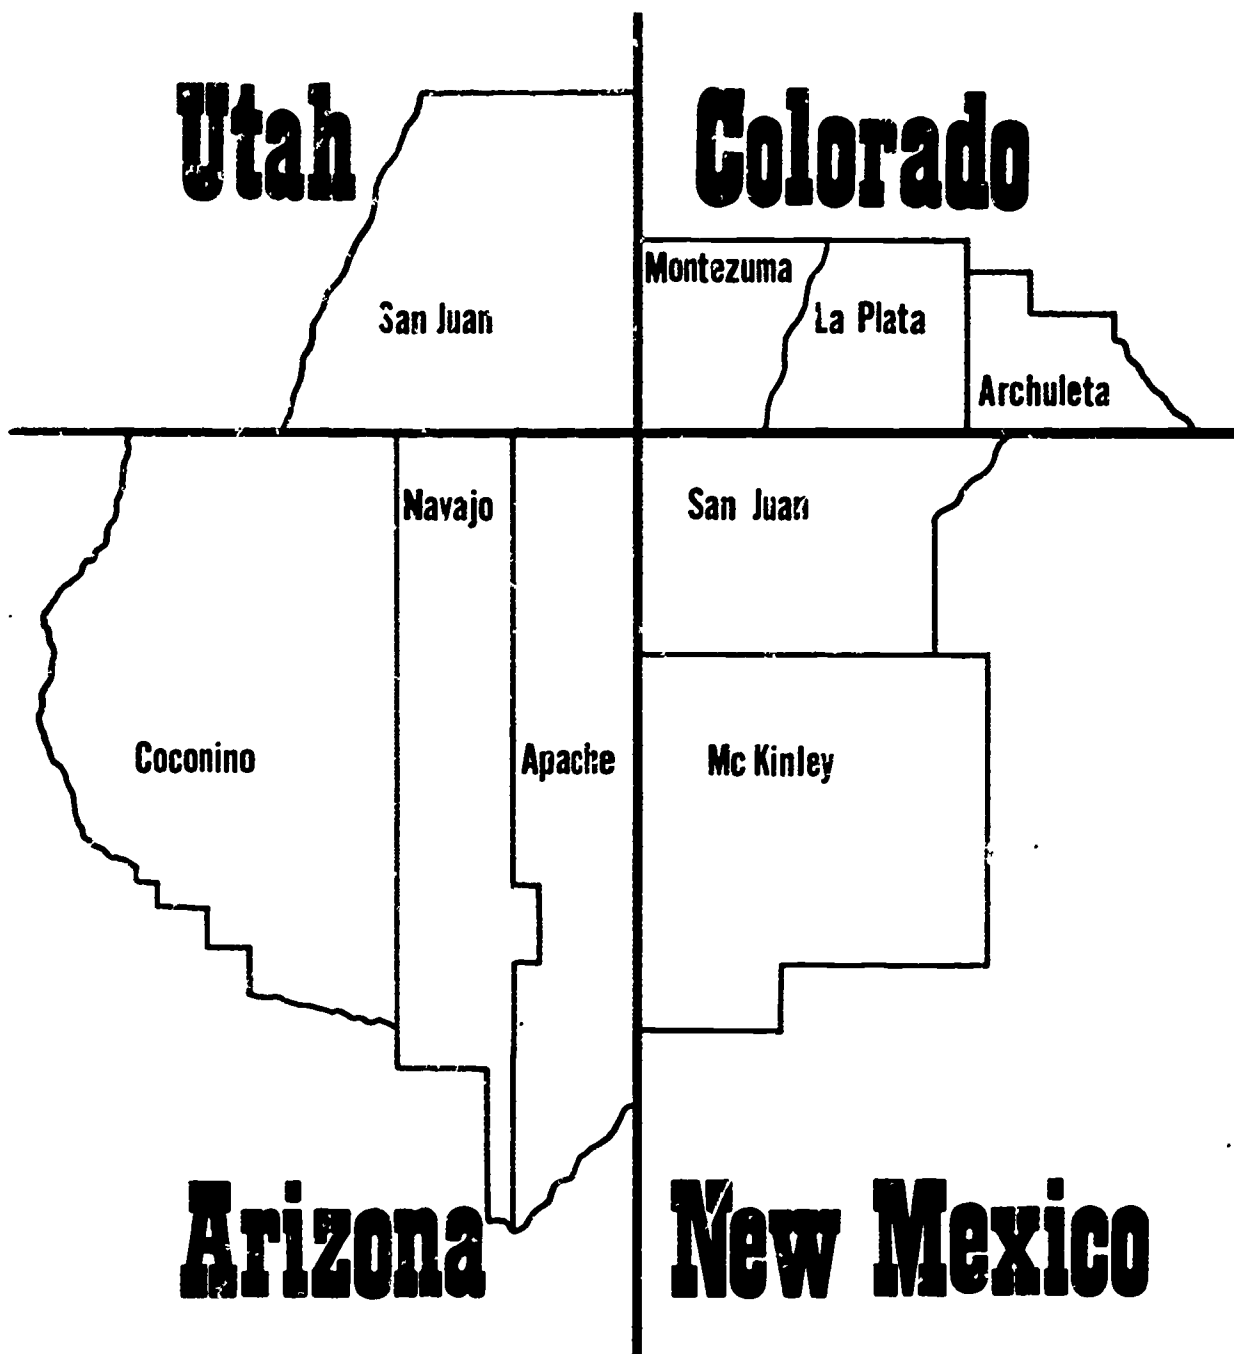 Utah
Colorado
Montezuma
San Juan
La Plata
Archuleta
Navajo
San Juan
Coconino
Apache
Mc Kinley
Arizona
New Mexico